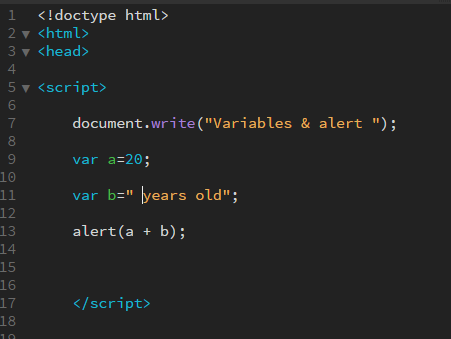 1 <!doctype html>
2 <html>
3 <head>
4
5 <script>
6
7 document.write("Variables & alert ");
8
9 var a=20;
10
11 var b=" years old";
12
13 alert(a + b);
14
15
16
17 </script>
18
19